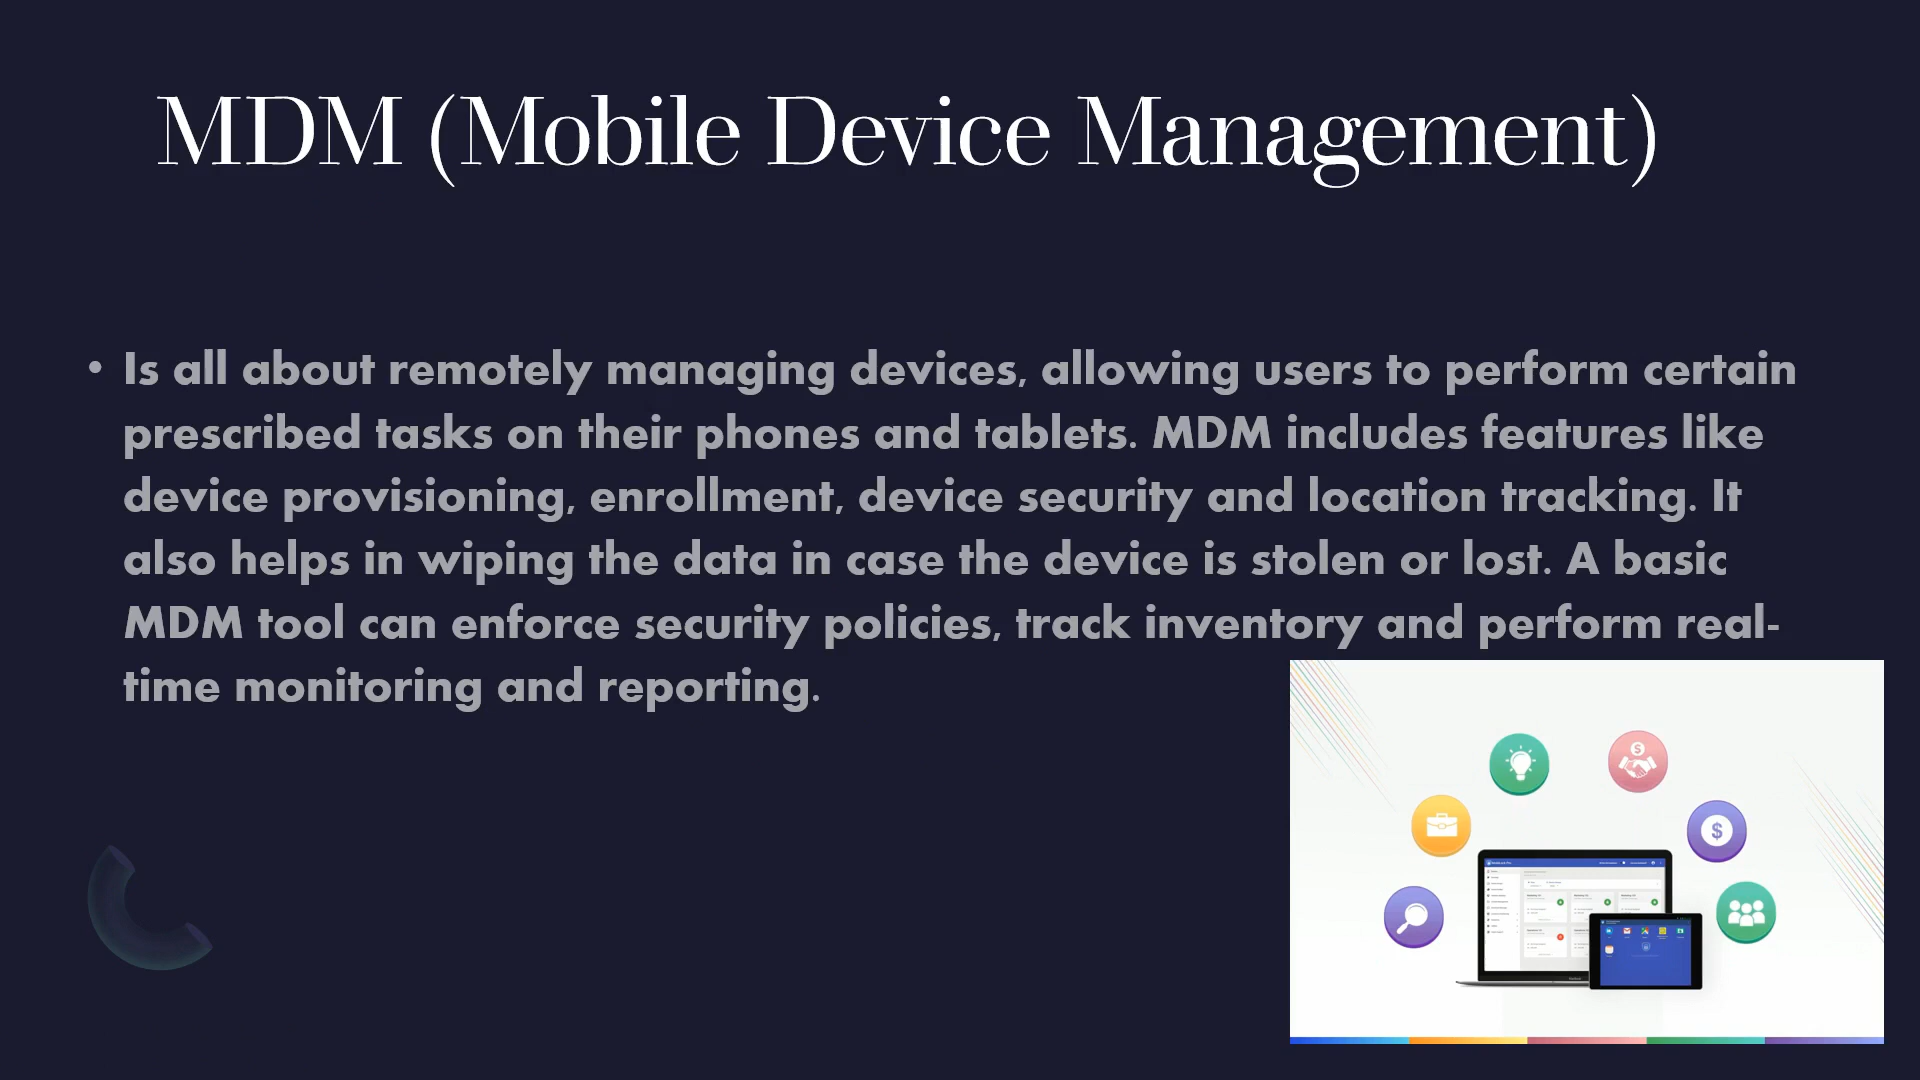 MDM (Mobile Device Management)
• Is all about remotely managing devices, allowing users to perform certain
prescribed tasks on their phones and tablets. MDM includes features like
device provisioning, enrollment, device security and location tracking. It
also helps in wiping the data in case the device is stolen or lost. A basic
MDM tool can enforce security policies, track inventory and perform real-
time monitoring and reporting.